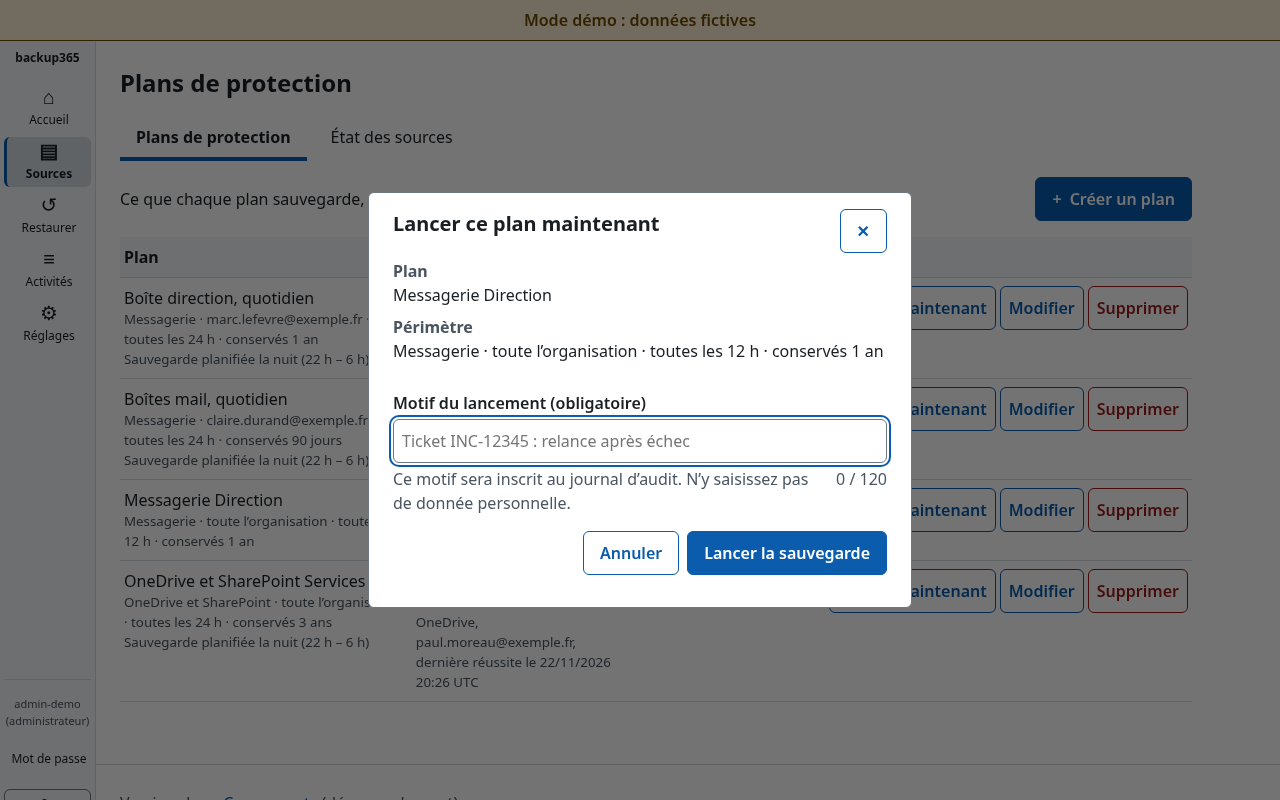 Mode démo : données fictives
backup365
Accueil
Sources
Restaurer
Activités
Réglages
admin-demo
(administrateur)
Mot de passe
Plans de protection
Plans de protection
État des sources
Ce que chaque plan sauvegarde,
+ Créer un plan
Plan
Boîte direction, quotidien
Messagerie · marc.lefevre@exemple.fr ·
toutes les 24 h · conservés 1 an
Sauvegarde planifiée la nuit (22 h – 6 h)
Modifier
Supprimer
Boîtes mail, quotidien
Messagerie · claire.durand@exemple.fr
toutes les 24 h · conservés 90 jours
Sauvegarde planifiée la nuit (22 h – 6 h)
Modifier
Supprimer
Messagerie Direction
Messagerie · toute l’organisation · toute
12 h · conservés 1 an
Modifier
Supprimer
OneDrive et SharePoint Services
OneDrive et SharePoint · toute l’organis
· toutes les 24 h · conservés 3 ans
Sauvegarde planifiée la nuit (22 h – 6 h)
OneDrive,
paul.moreau@exemple.fr,
dernière réussite le 22/11/2026
20:26 UTC
Modifier
Supprimer
Lancer ce plan maintenant
×
Plan
Messagerie Direction
Périmètre
Messagerie · toute l’organisation · toutes les 12 h · conservés 1 an
Motif du lancement (obligatoire)
Ticket INC-12345 : relance après échec
Ce motif sera inscrit au journal d’audit. N’y saisissez pas
de donnée personnelle.
0 / 120
Annuler
Lancer la sauvegarde